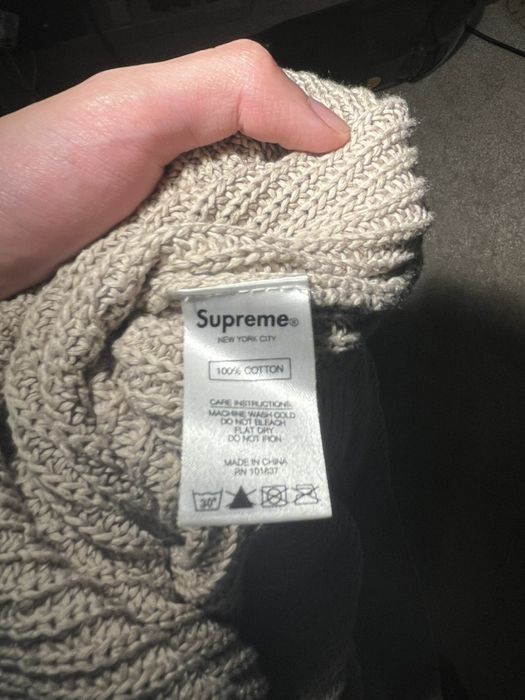 Supreme®
NEW YORK CITY
100% COTTON
CARE INSTRUCTIONS
MACHINE WASH COLD
DO NOT BLEACH
FLAT DRY
DO NOT IRON
MADE IN CHINA
RN 101837
30°